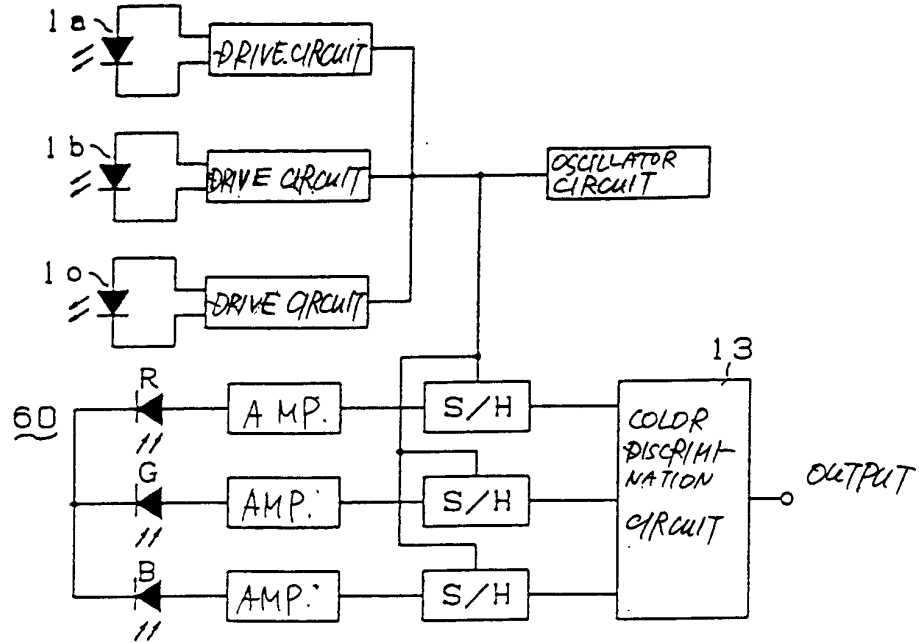 1a
DRIVE CIRCUIT
1b
DRIVE CIRCUIT
OSCILLATOR
CIRCUIT
1o
DRIVE CIRCUIT
13
R
AMP.
S/H
COLOR
DISCRIMI-
NATION
CIRCUIT
60
G
AMP.
S/H
OUTPUT
B
AMP.
S/H